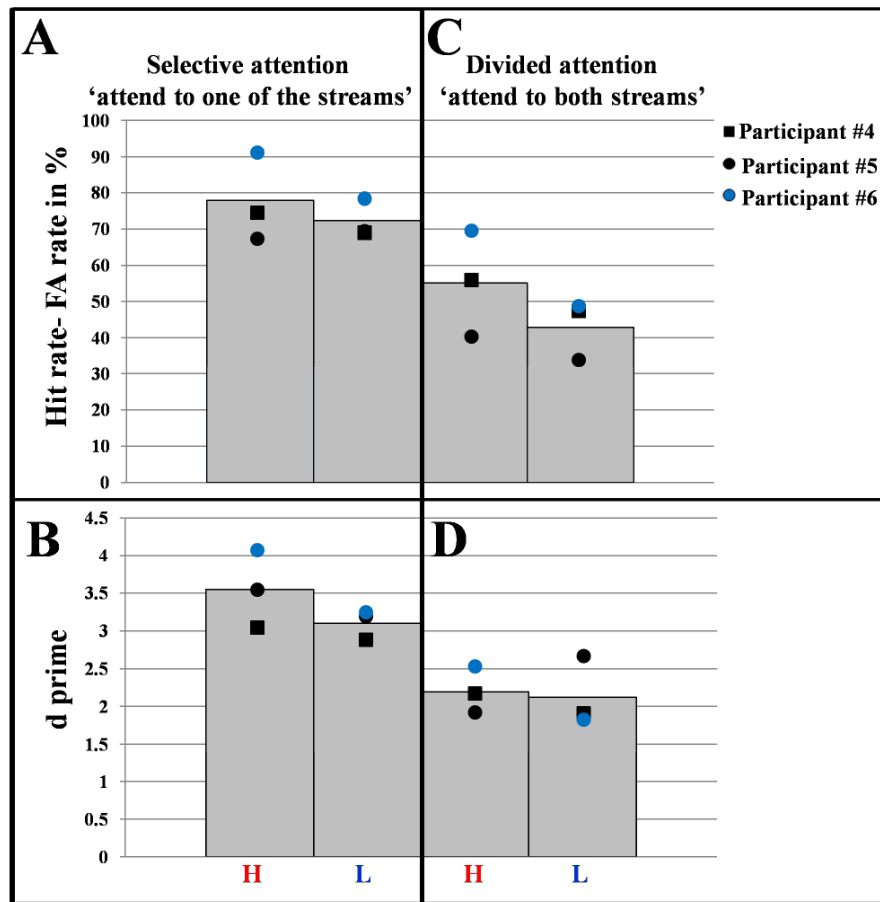 A
Selective attention
‘attend to one of the streams’
C
Divided attention
‘attend to both streams’
Participant #4
Participant #5
Participant #6
Hit rate- FA rate in %
100
90
80
70
60
50
40
30
20
10
0
B
D
d prime
4.5
4
3.5
3
2.5
2
1.5
1
0.5
0
H L H L